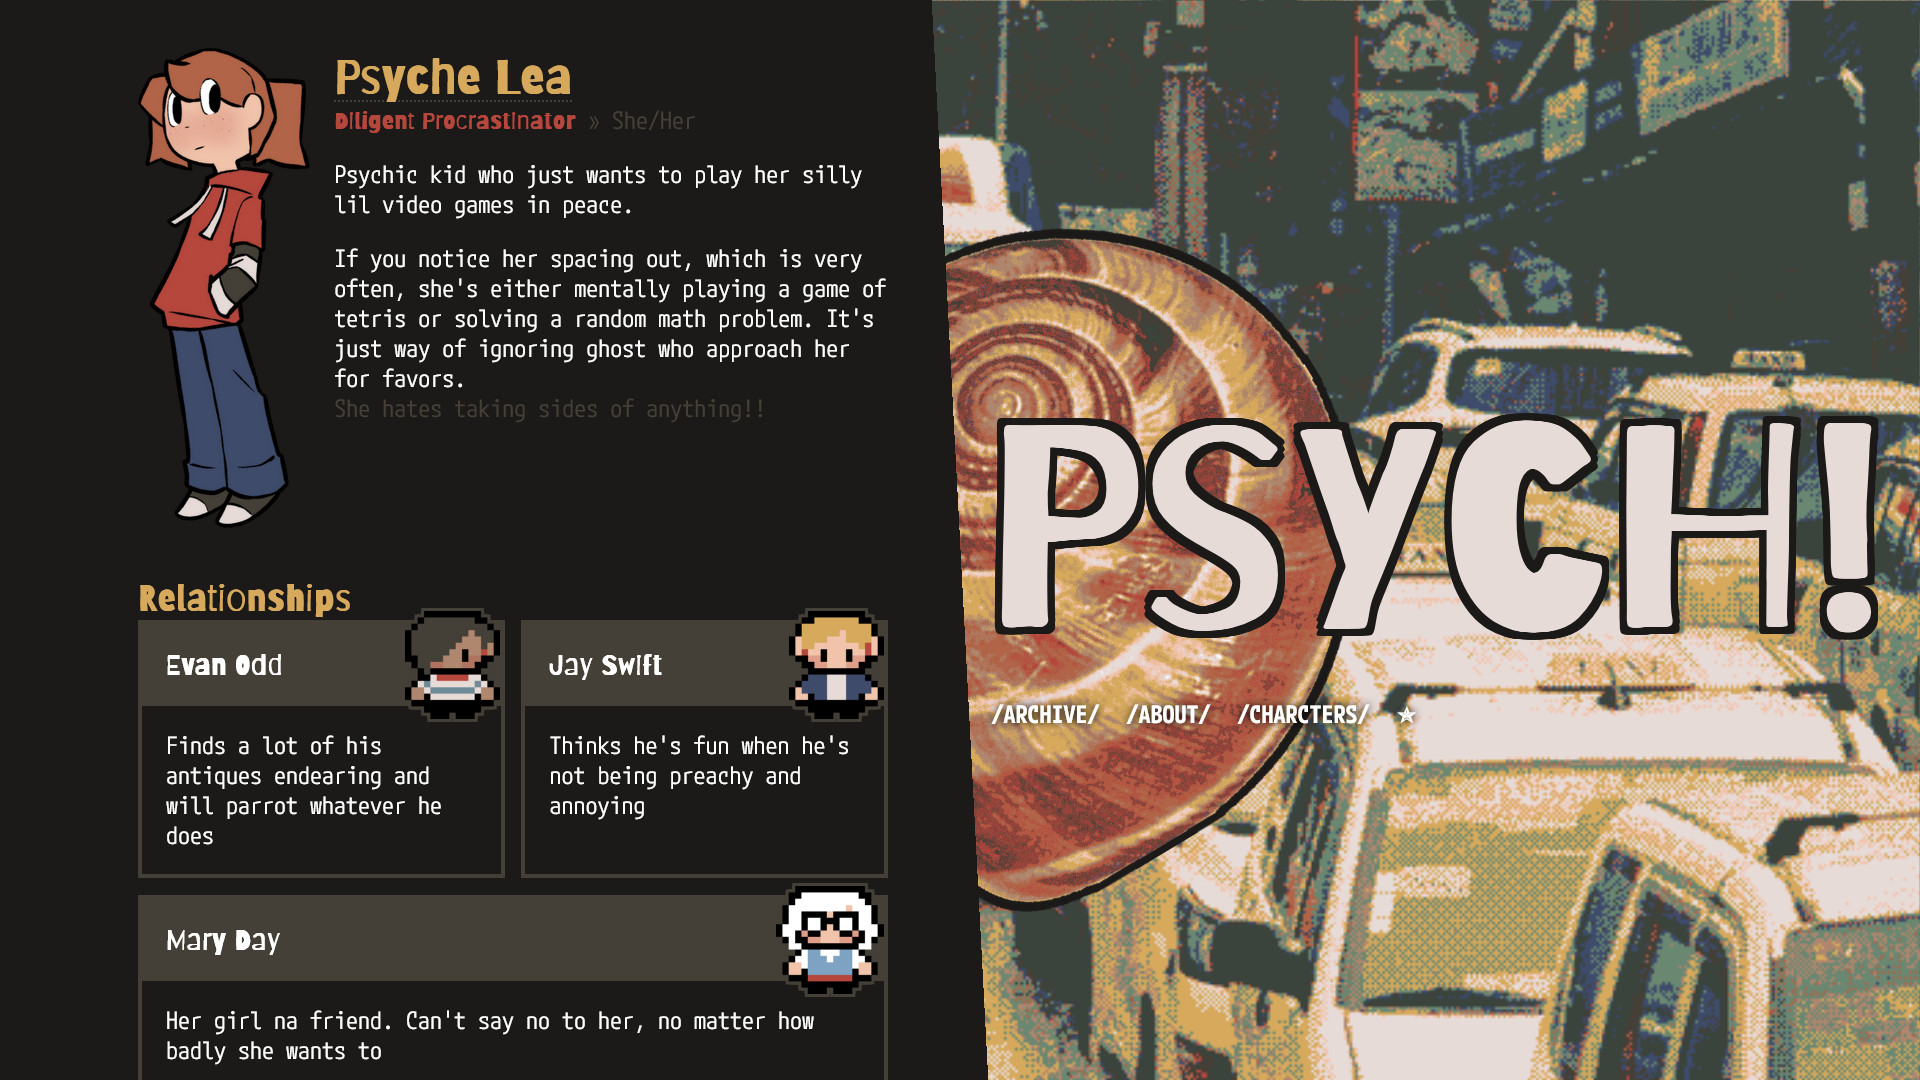 Psyche Lea
Diligent Procrastinator » She/Her
Psychic kid who just wants to play her silly
lil video games in peace.
If you notice her spacing out, which is very
often, she's either mentally playing a game of
tetris or solving a random math problem. It's
just way of ignoring ghost who approach her
for favors.
She hates taking sides of anything!!
Relationships
Evan Odd
Finds a lot of his
antiques endearing and
will parrot whatever he
does
Jay Swift
Thinks he's fun when he's
not being preachy and
annoying
Mary Day
Her girl na friend. Can't say no to her, no matter how
badly she wants to
PSYCH!
/ARCHIVE/ /ABOUT/ /CHARCTERS/ ★